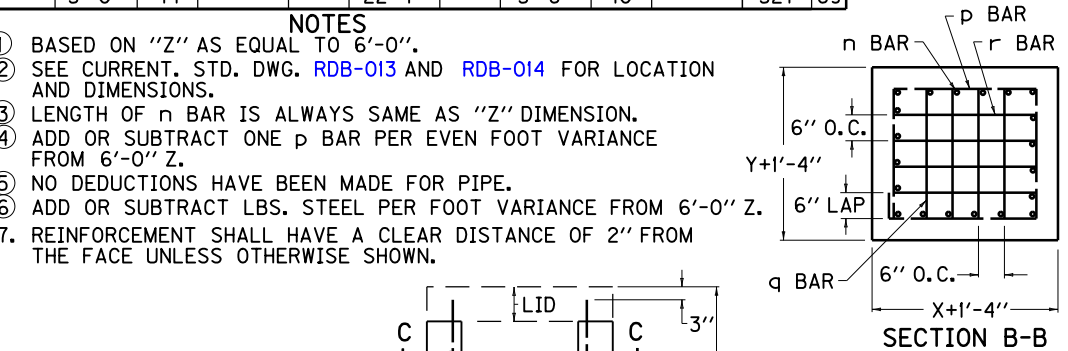 NOTES
① BASED ON "Z" AS EQUAL TO 6'-0".
② SEE CURRENT. STD. DWG. RDB-013 AND RDB-014 FOR LOCATION
AND DIMENSIONS.
③ LENGTH OF n BAR IS ALWAYS SAME AS "Z" DIMENSION.
④ ADD OR SUBTRACT ONE p BAR PER EVEN FOOT VARIANCE
FROM 6'-0" Z.
⑤ NO DEDUCTIONS HAVE BEEN MADE FOR PIPE.
⑥ ADD OR SUBTRACT LBS. STEEL PER FOOT VARIANCE FROM 6'-0" Z.
7. REINFORCEMENT SHALL HAVE A CLEAR DISTANCE OF 2" FROM
THE FACE UNLESS OTHERWISE SHOWN.
p BAR
n BAR
r BAR
6" O.C.
Y+1'-4"
6" LAP
q BAR
6" O.C.
X+1'-4"
SECTION B-B
LID
3"
C
C